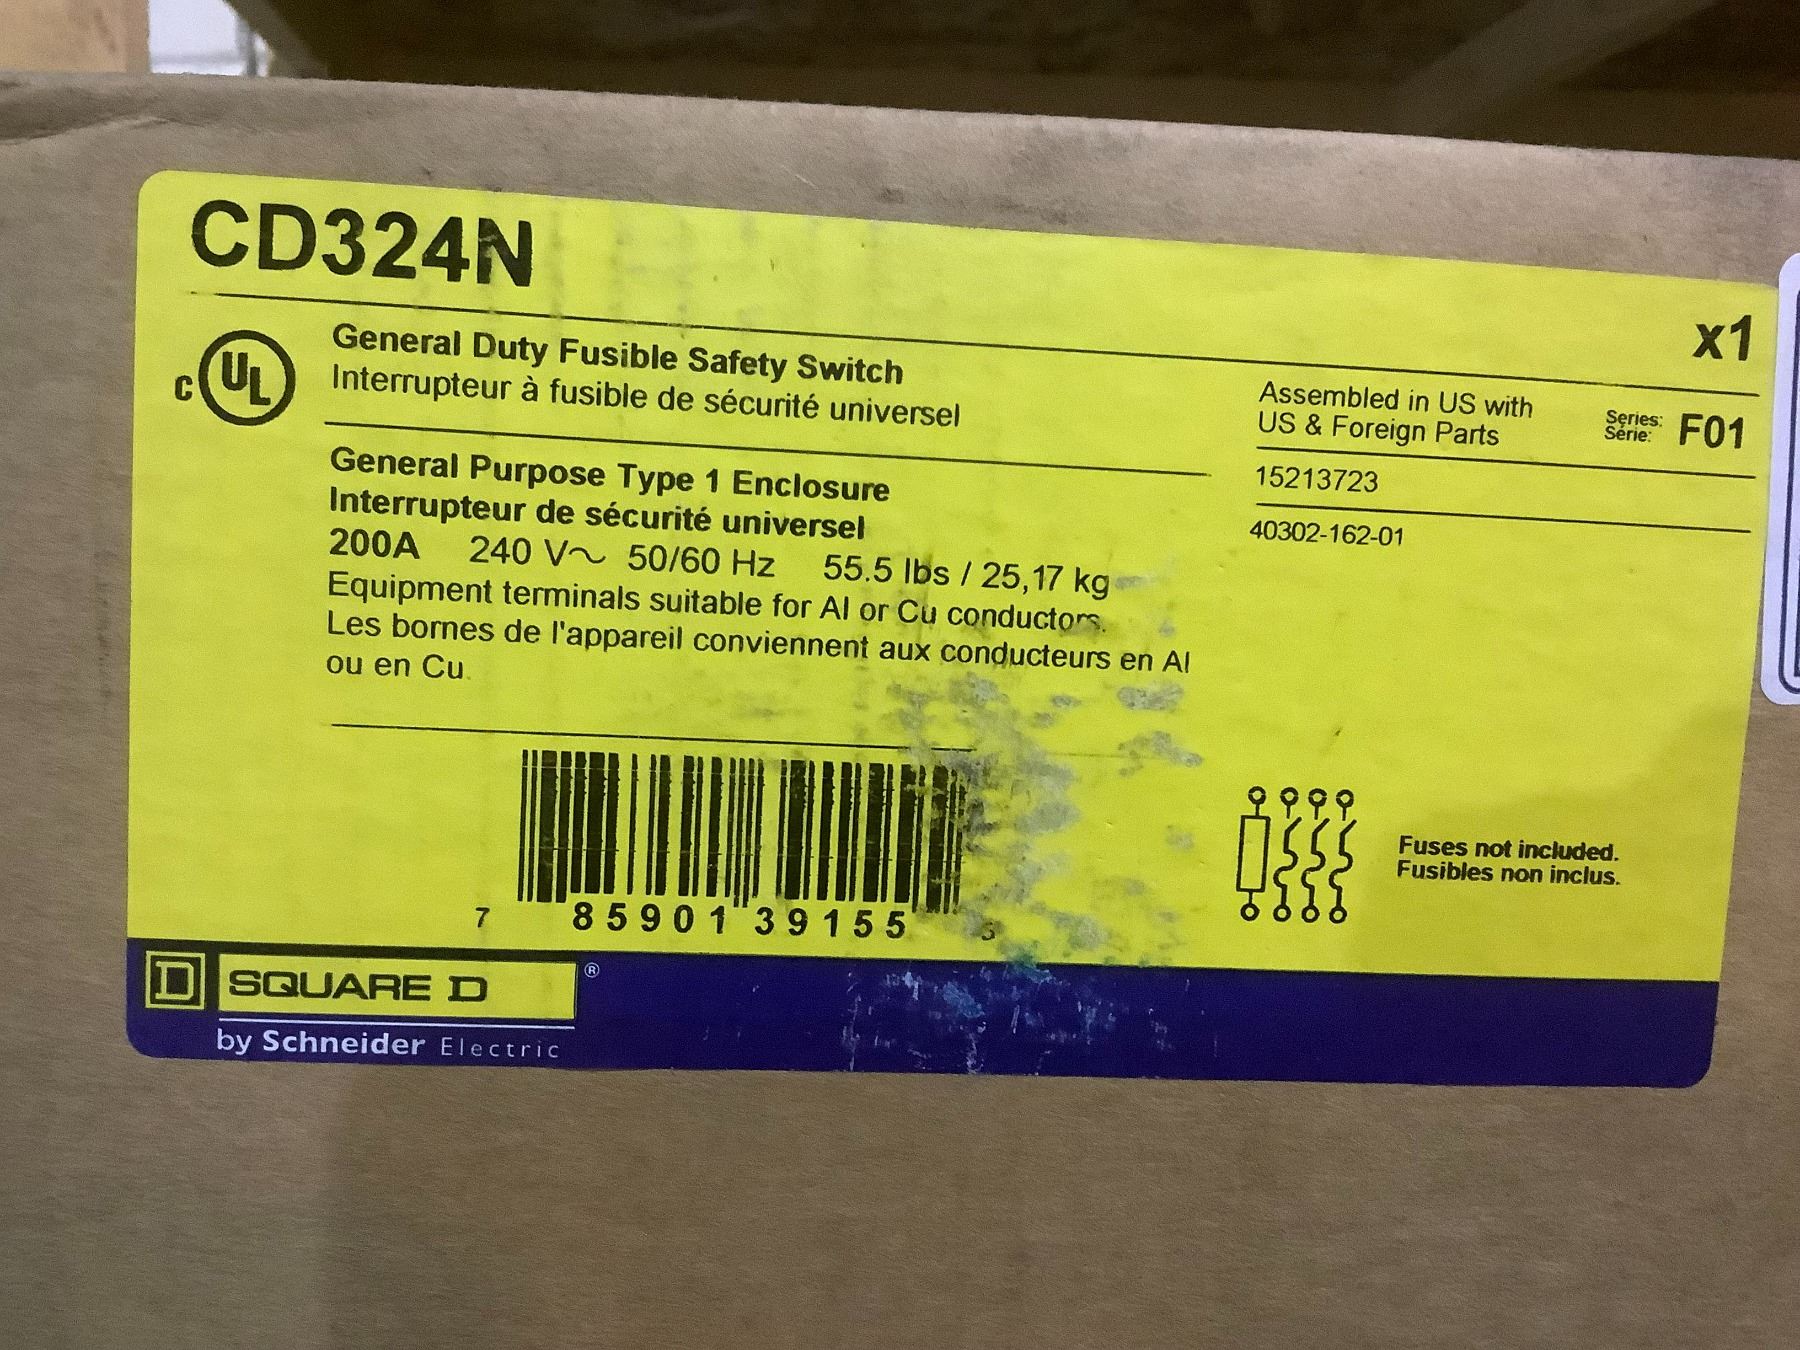 CD324N
x1
C UL
General Duty Fusible Safety Switch
Interrupteur à fusible de sécurité universel
General Purpose Type 1 Enclosure
Interrupteur de sécurité universel
200A 240 V~ 50/60 Hz 55.5 lbs / 25,17 kg
Equipment terminals suitable for Al or Cu conductors.
Les bornes de l'appareil conviennent aux conducteurs en Al
ou en Cu.
Assembled in US with
US & Foreign Parts
Series:
Série:
F01
15213723
40302-162-01
7 85901 39155 3
Fuses not included.
Fusibles non inclus.
D SQUARE D ®
by Schneider Electric